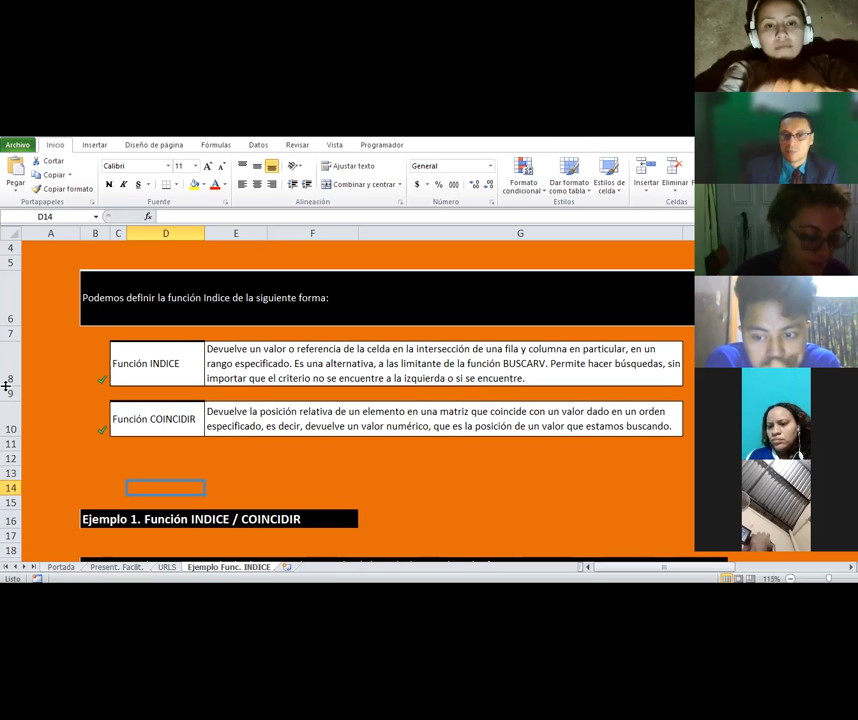 Archivo Inicio Insertar Diseño de página Fórmulas Datos Revisar Vista Programador
Cortar
Copiar
Copiar formato
Pegar
Portapapeles
Calibri 11
N K S
Fuente
Ajustar texto
Combinar y centrar
Alineación
General
$ % 000
Número
Formato condicional
Dar formato como tabla
Estilos de celda
Estilos
Insertar Eliminar
Celdas
D14 fx
A B C D E F G
4
5
6 Podemos definir la función Indice de la siguiente forma:
7
8 Función INDICE
Devuelve un valor o referencia de la celda en la intersección de una fila y columna en particular, en un
rango especificado. Es una alternativa, a las limitante de la función BUSCARV. Permite hacer búsquedas, sin
importar que el criterio no se encuentre a la izquierda o si se encuentre.
9
10 Función COINCIDIR
Devuelve la posición relativa de un elemento en una matriz que coincide con un valor dado en un orden
especificado, es decir, devuelve un valor numérico, que es la posición de un valor que estamos buscando.
11
12
13
14
15
16 Ejemplo 1. Función INDICE / COINCIDIR
17
18
Portada Present. Facilit. URLS Ejemplo Func. INDICE
Listo 115%